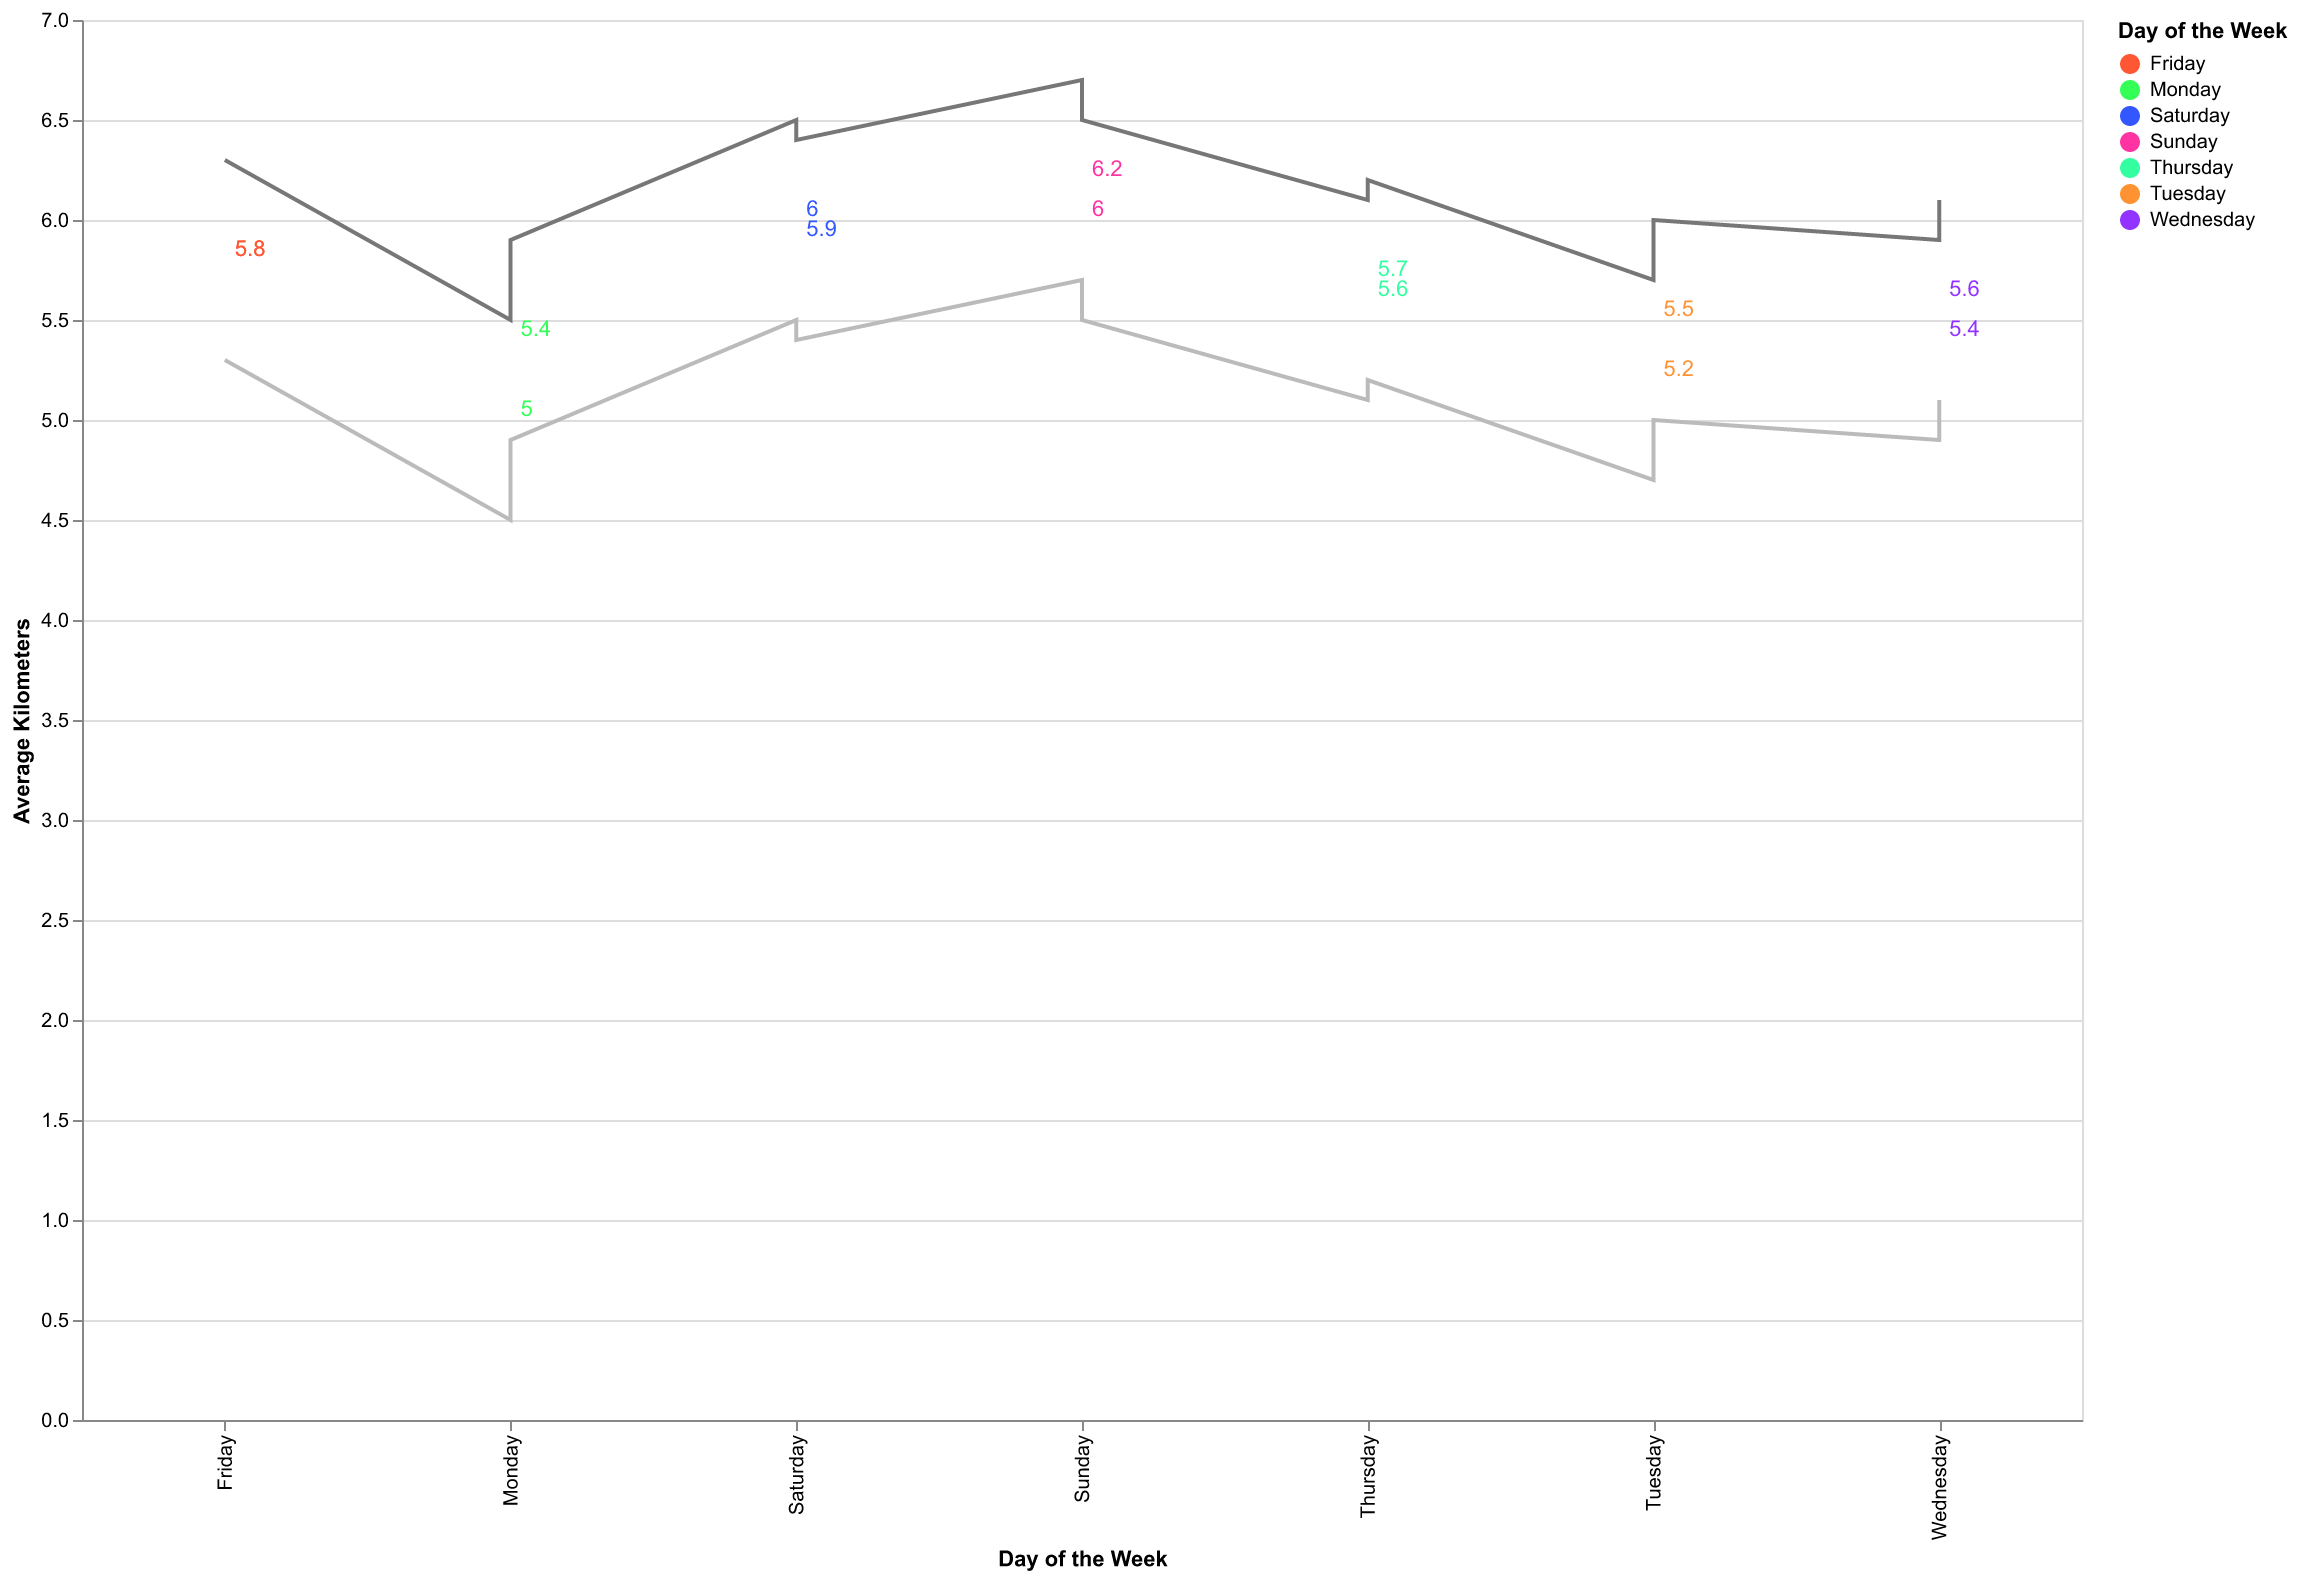 Day of the Week
Friday
Monday
Saturday
Sunday
Thursday
Tuesday
Wednesday
Average Kilometers
7.0
6.5
6.0
5.5
5.0
4.5
4.0
3.5
3.0
2.5
2.0
1.5
1.0
0.5
0.0
5.8
5.4
5
6
5.9
6.2
6
5.7
5.6
5.5
5.2
5.6
5.4
Friday
Monday
Saturday
Sunday
Thursday
Tuesday
Wednesday
Day of the Week